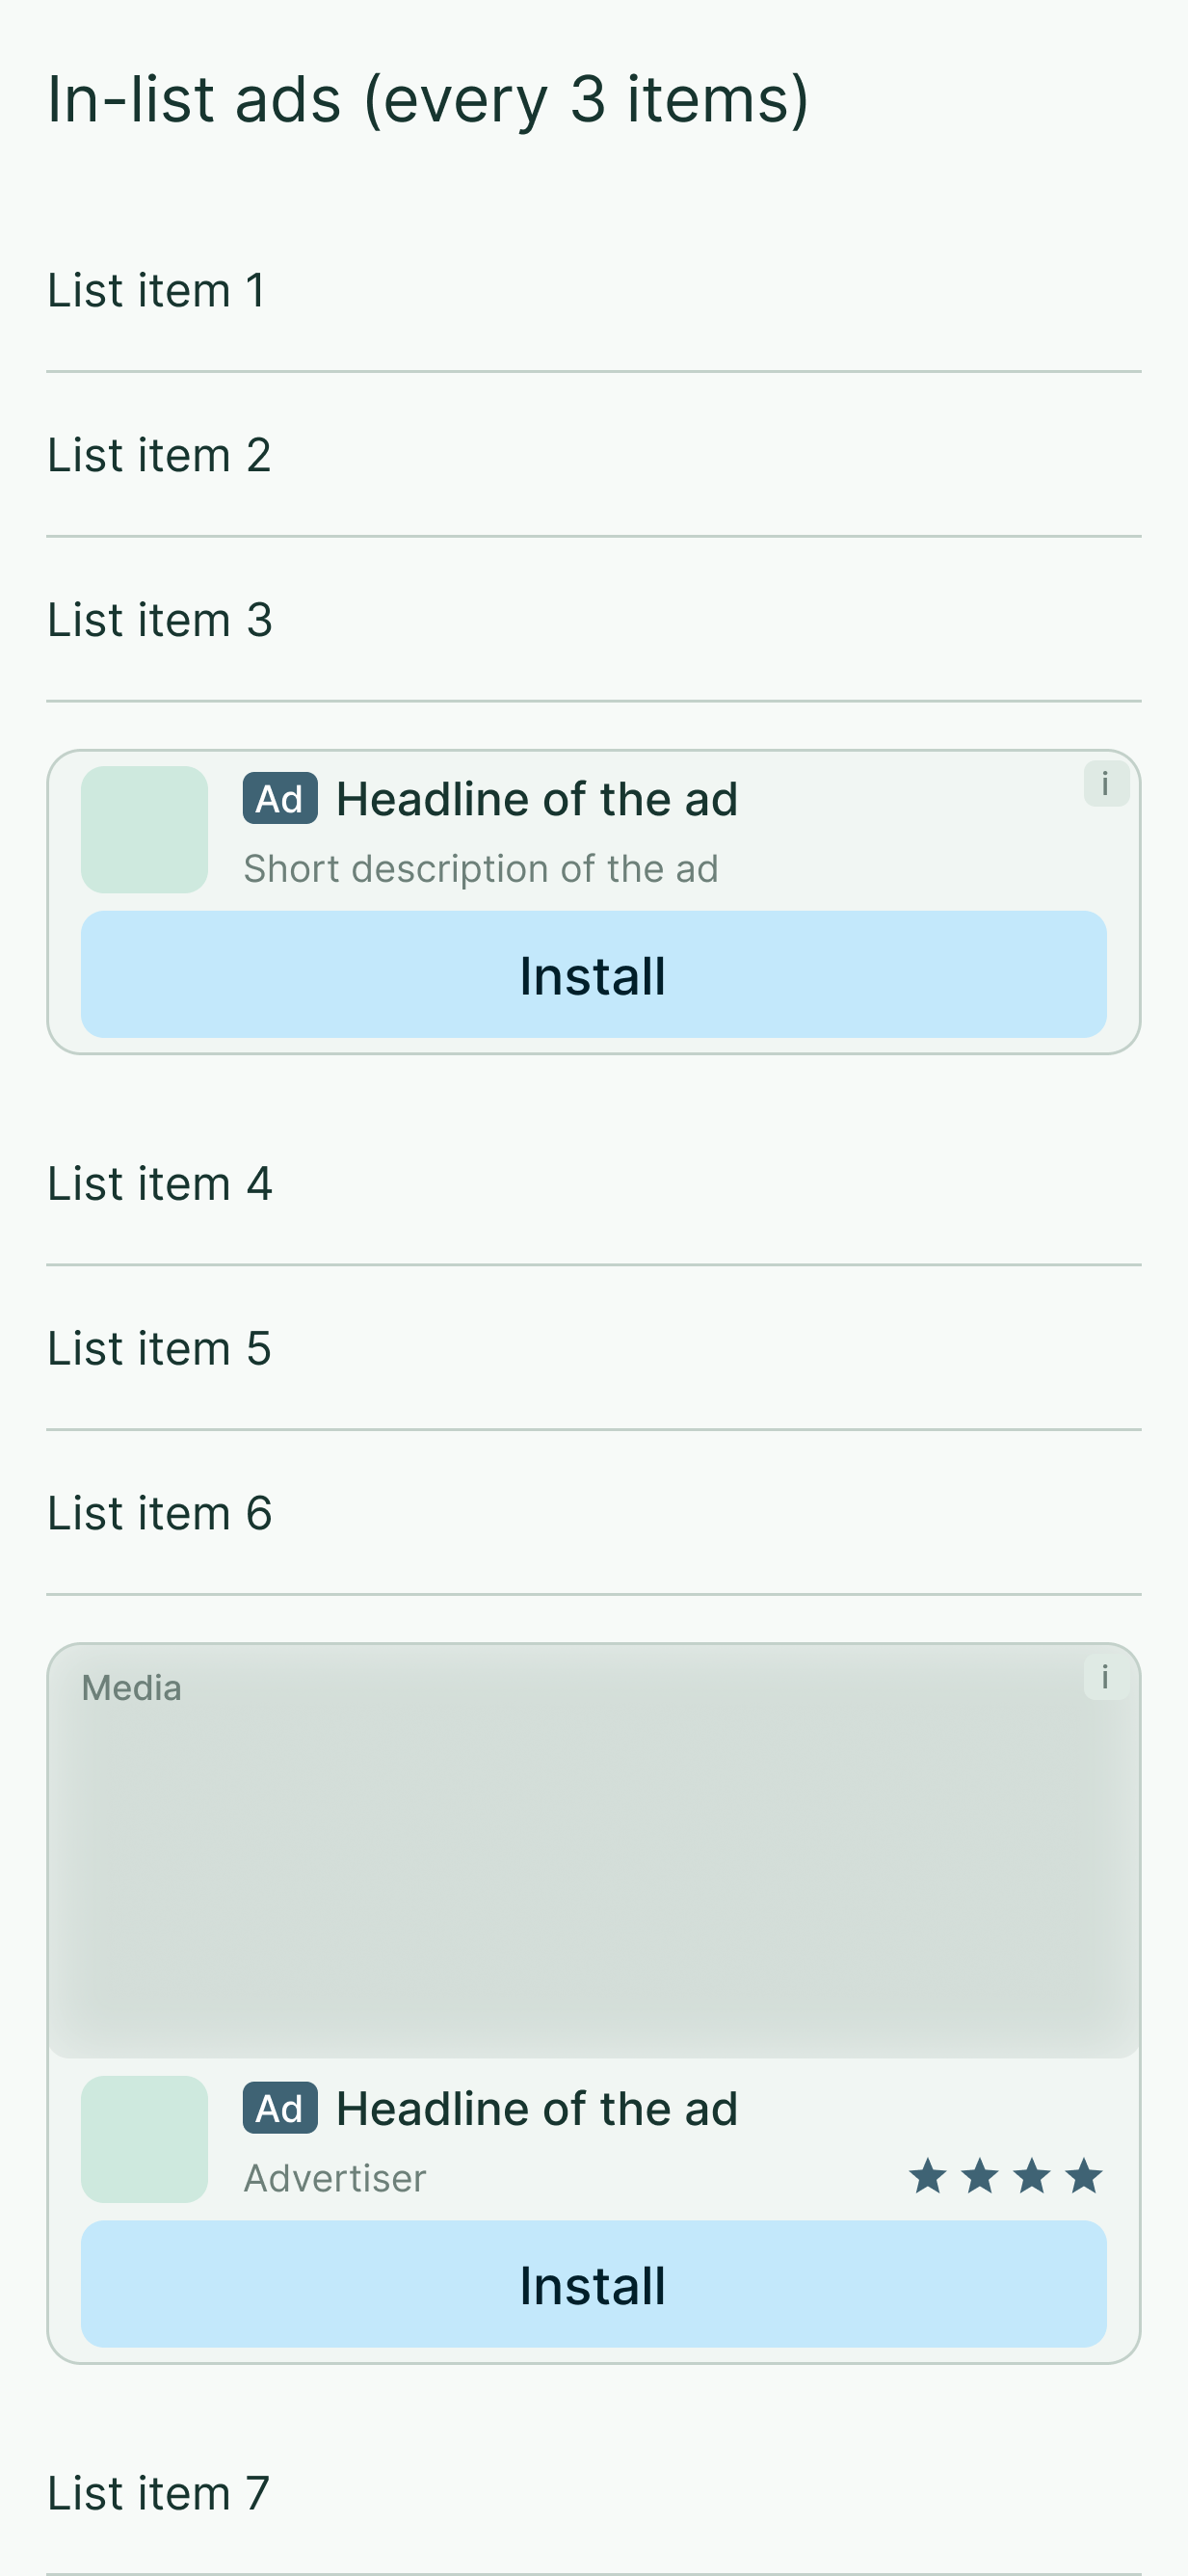 In-list ads (every 3 items)
List item 1
List item 2
List item 3
Ad Headline of the ad i
Short description of the ad
Install
List item 4
List item 5
List item 6
Media i
Ad Headline of the ad
Advertiser
Install
List item 7